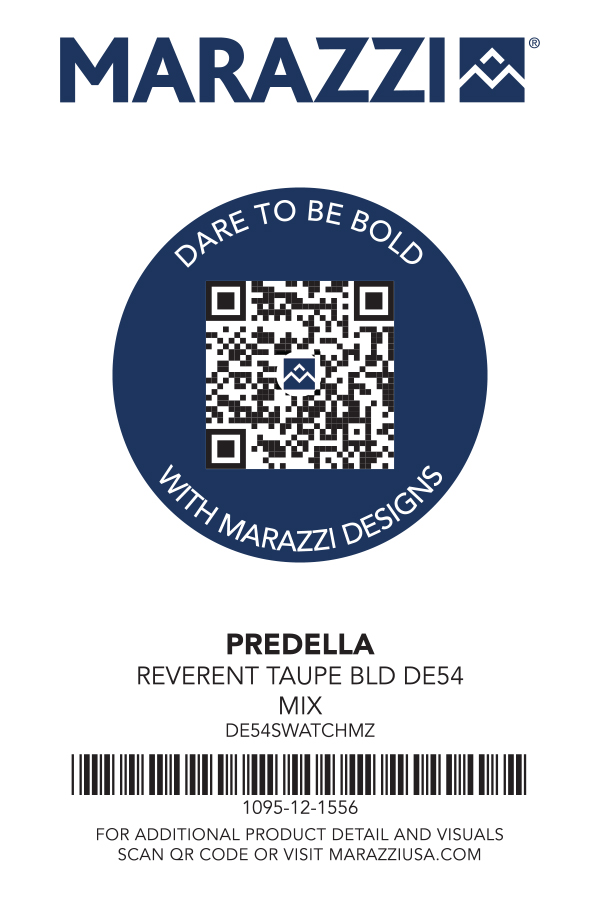 MARAZZI®
DARE TO BE BOLD
WITH MARAZZI DESIGNS
PREDELLA
REVERENT TAUPE BLD DE54
MIX
DE54SWATCHMZ
1095-12-1556
FOR ADDITIONAL PRODUCT DETAIL AND VISUALS
SCAN QR CODE OR VISIT MARAZZIUSA.COM